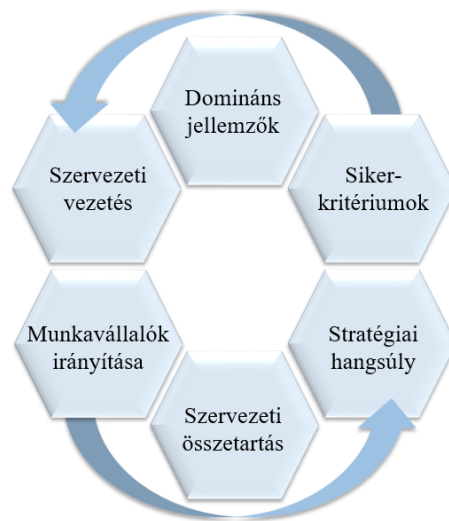 Domináns
jellemzők
Szervezeti
vezetés
Siker-
kritériumok
Munkavállalók
irányítása
Stratégiai
hangsúly
Szervezeti
összetartás